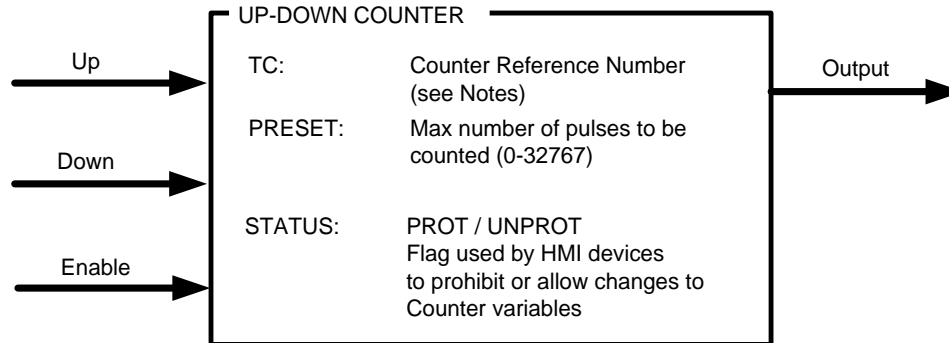 UP-DOWN COUNTER
Up
TC: Counter Reference Number
(see Notes)
Output
PRESET: Max number of pulses to be
counted (0-32767)
Down
STATUS: PROT / UNPROT
Flag used by HMI devices
to prohibit or allow changes to
Counter variables
Enable